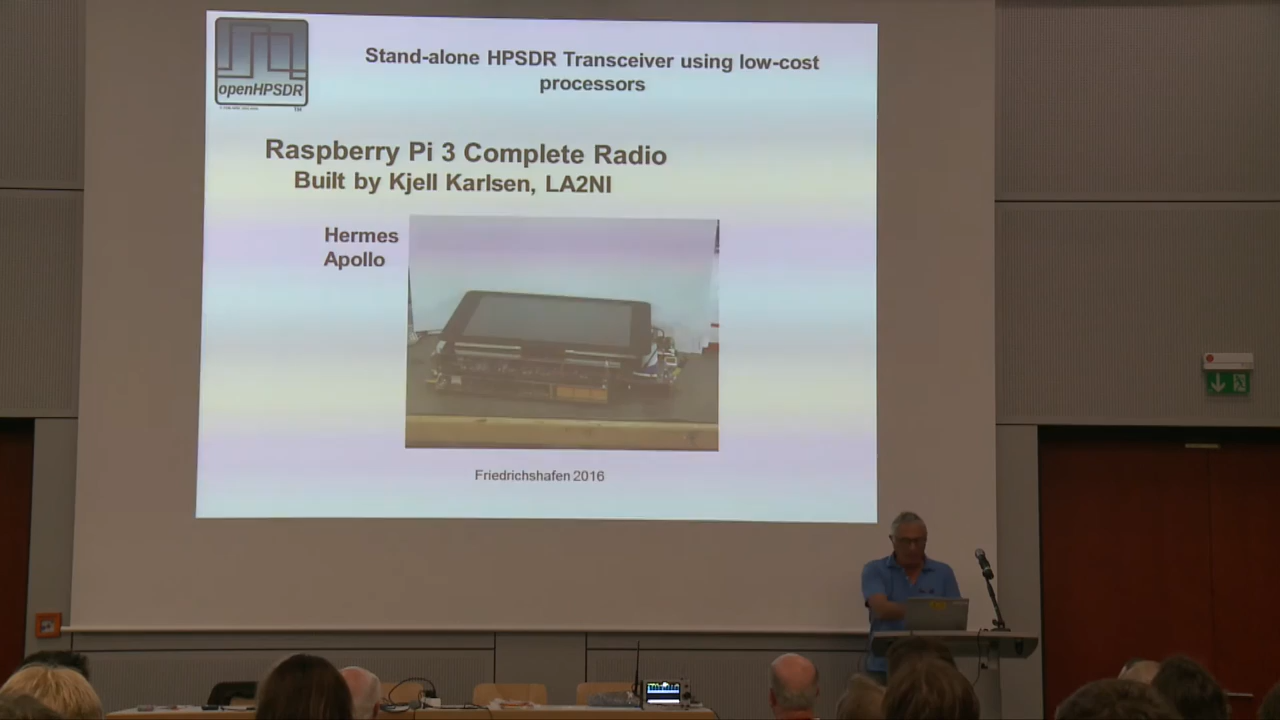 openHPSDR
TM
Stand-alone HPSDR Transceiver using low-cost
processors
Raspberry Pi 3 Complete Radio
Built by Kjell Karlsen, LA2NI
Hermes
Apollo
Friedrichshafen 2016